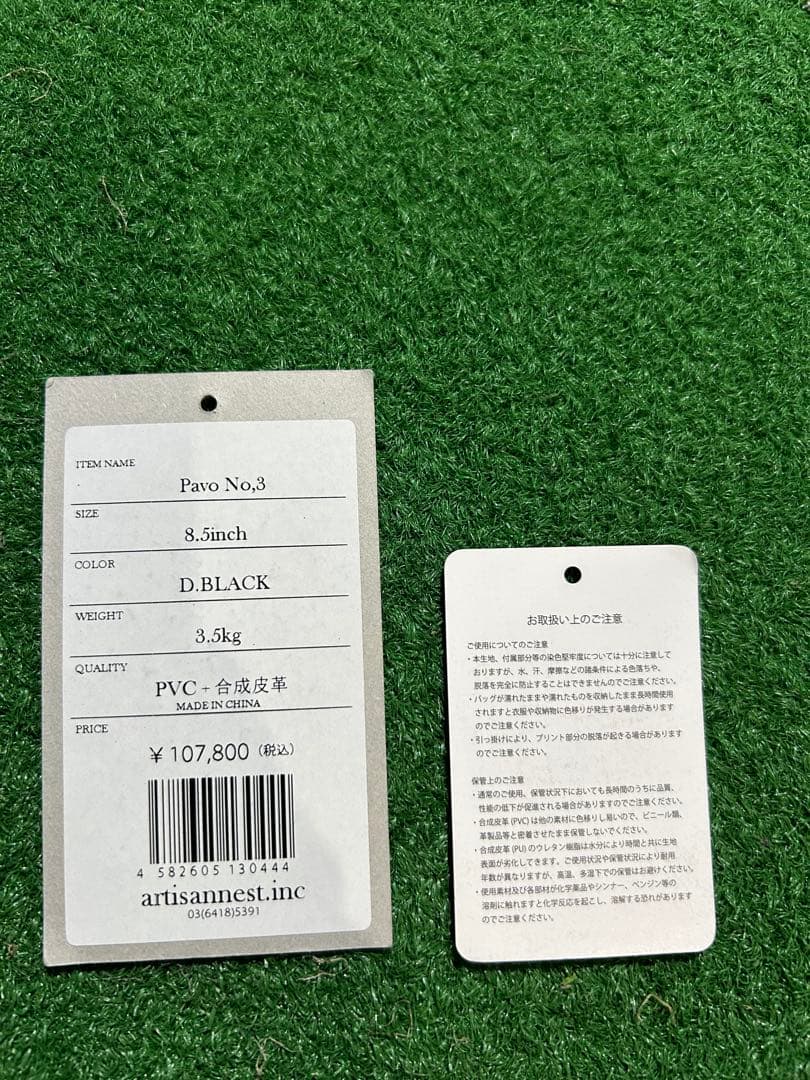 ITEM NAME
Pavo No,3
SIZE
8.5inch
COLOR
D.BLACK
WEIGHT
3.5kg
QUALITY
PVC + 合成皮革
MADE IN CHINA
PRICE
¥ 107,800 (税込)
4 582605 130444
artisannest.inc
03(6418)5391
お取扱い上のご注意
ご使用についてのご注意
・本生地、付属部分等の染色堅牢度については十分に注意して
おりますが、水、汗、摩擦などの諸条件による色落ちや、
脱落を完全に防止することはできませんのでご注意ください。
・バッグが濡れたままや濡れたものを収納したまま長時間使用
されますと衣服や収納物に色移りが発生する場合があります
のでご注意ください。
・引っ掛けにより、プリント部分の脱落が起きる場合があります
のでご注意ください。
保管上のご注意
・通常のご使用、保管状況下においても長時間のうちに品質、
性能の低下が促進される場合がありますのでご注意ください。
・合成皮革 (PVC) は他の素材に色移りし易いので、ビニール類、
革製品等と密着させたまま保管しないでください。
・合成皮革 (PU) のウレタン樹脂は水分により時間と共に生地
表面が劣化してきます。ご使用状況や保管状況により耐用
年数が異なりますが、高温、多湿下での保管はお避けください。
・使用素材及び各部材が化学薬品やシンナー、ベンジン等の
溶剤に触れますと化学反応を起こし、溶解する恐れがあります
のでご注意ください。